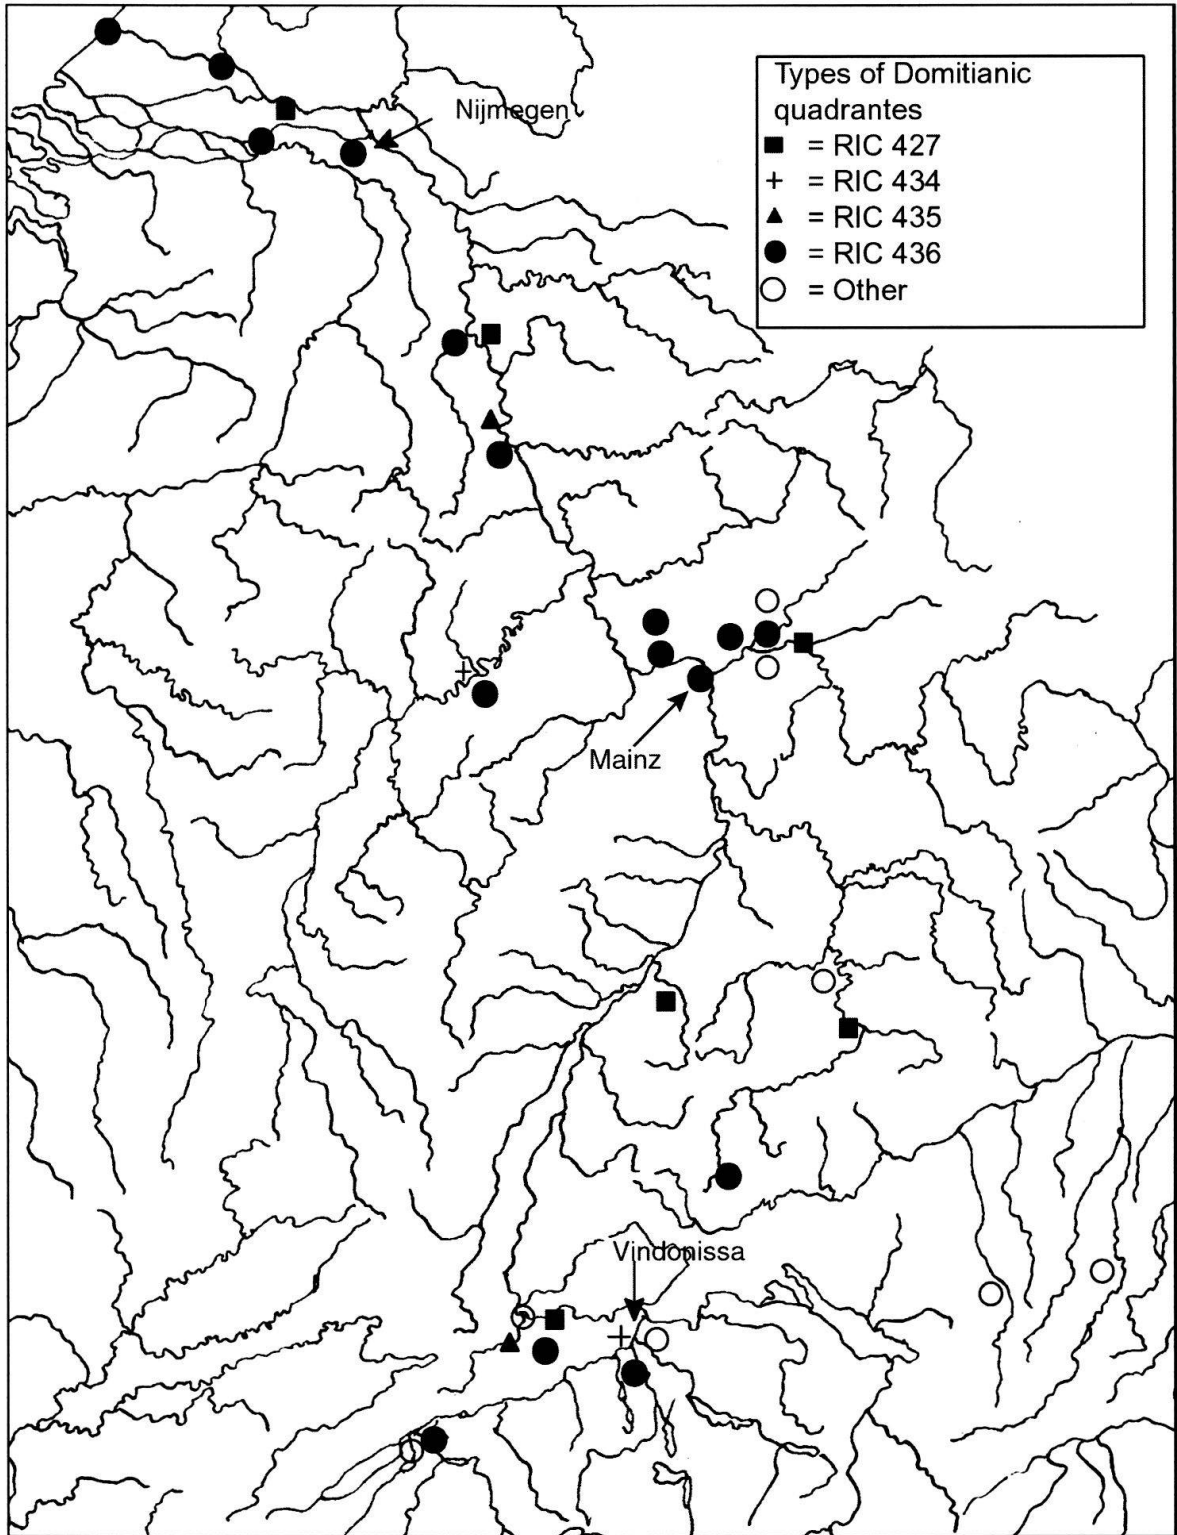 Types of Domitianic
quadrantes
■ = RIC 427
+ = RIC 434
▲ = RIC 435
● = RIC 436
○ = Other
Nijmegen
Mainz
Vindonissa